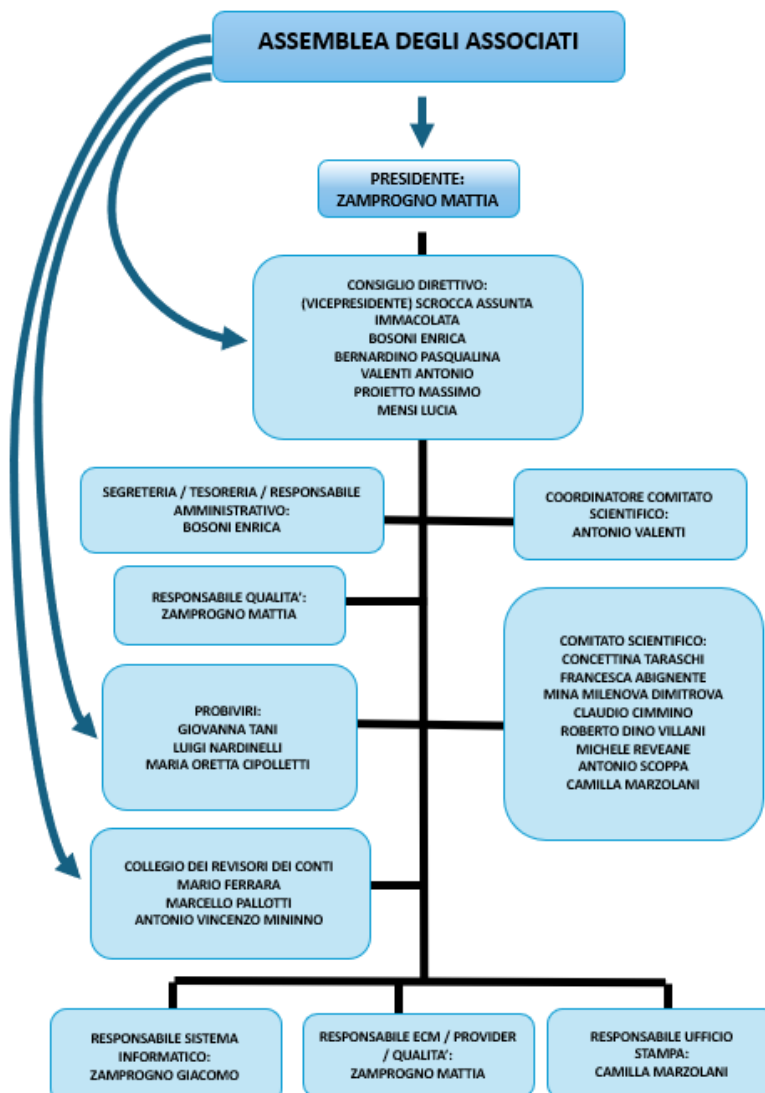 ASSEMBLEA DEGLI ASSOCIATI
PRESIDENTE:
ZAMPROGNO MATTIA
CONSIGLIO DIRETTIVO:
(VICEPRESIDENTE) SCROCCA ASSUNTA
IMMACOLATA
BOSONI ENRICA
BERNARDINO PASQUALINA
VALENTI ANTONIO
PROIETTO MASSIMO
MENSI LUCIA
SEGRETERIA / TESORERIA / RESPONSABILE
AMMINISTRATIVO:
BOSONI ENRICA
COORDINATORE COMITATO
SCIENTIFICO:
ANTONIO VALENTI
RESPONSABILE QUALITA’:
ZAMPROGNO MATTIA
COMITATO SCIENTIFICO:
CONCETTINA TARASCHI
FRANCESCA ABIGNENTE
MINA MILENOVA DIMITROVA
CLAUDIO CIMMINO
ROBERTO DINO VILLANI
MICHELE REVEANE
ANTONIO SCOPPA
CAMILLA MARZOLANI
PROBIVIRI:
GIOVANNA TANI
LUIGI NARDINELLI
MARIA ORETTA CIPOLLETTI
COLLEGIO DEI REVISORI DEI CONTI
MARIO FERRARA
MARCELLO PALLOTTI
ANTONIO VINCENZO MININNO
RESPONSABILE SISTEMA
INFORMATICO:
ZAMPROGNO GIACOMO
RESPONSABILE ECM / PROVIDER
/ QUALITA’:
ZAMPROGNO MATTIA
RESPONSABILE UFFICIO
STAMPA:
CAMILLA MARZOLANI